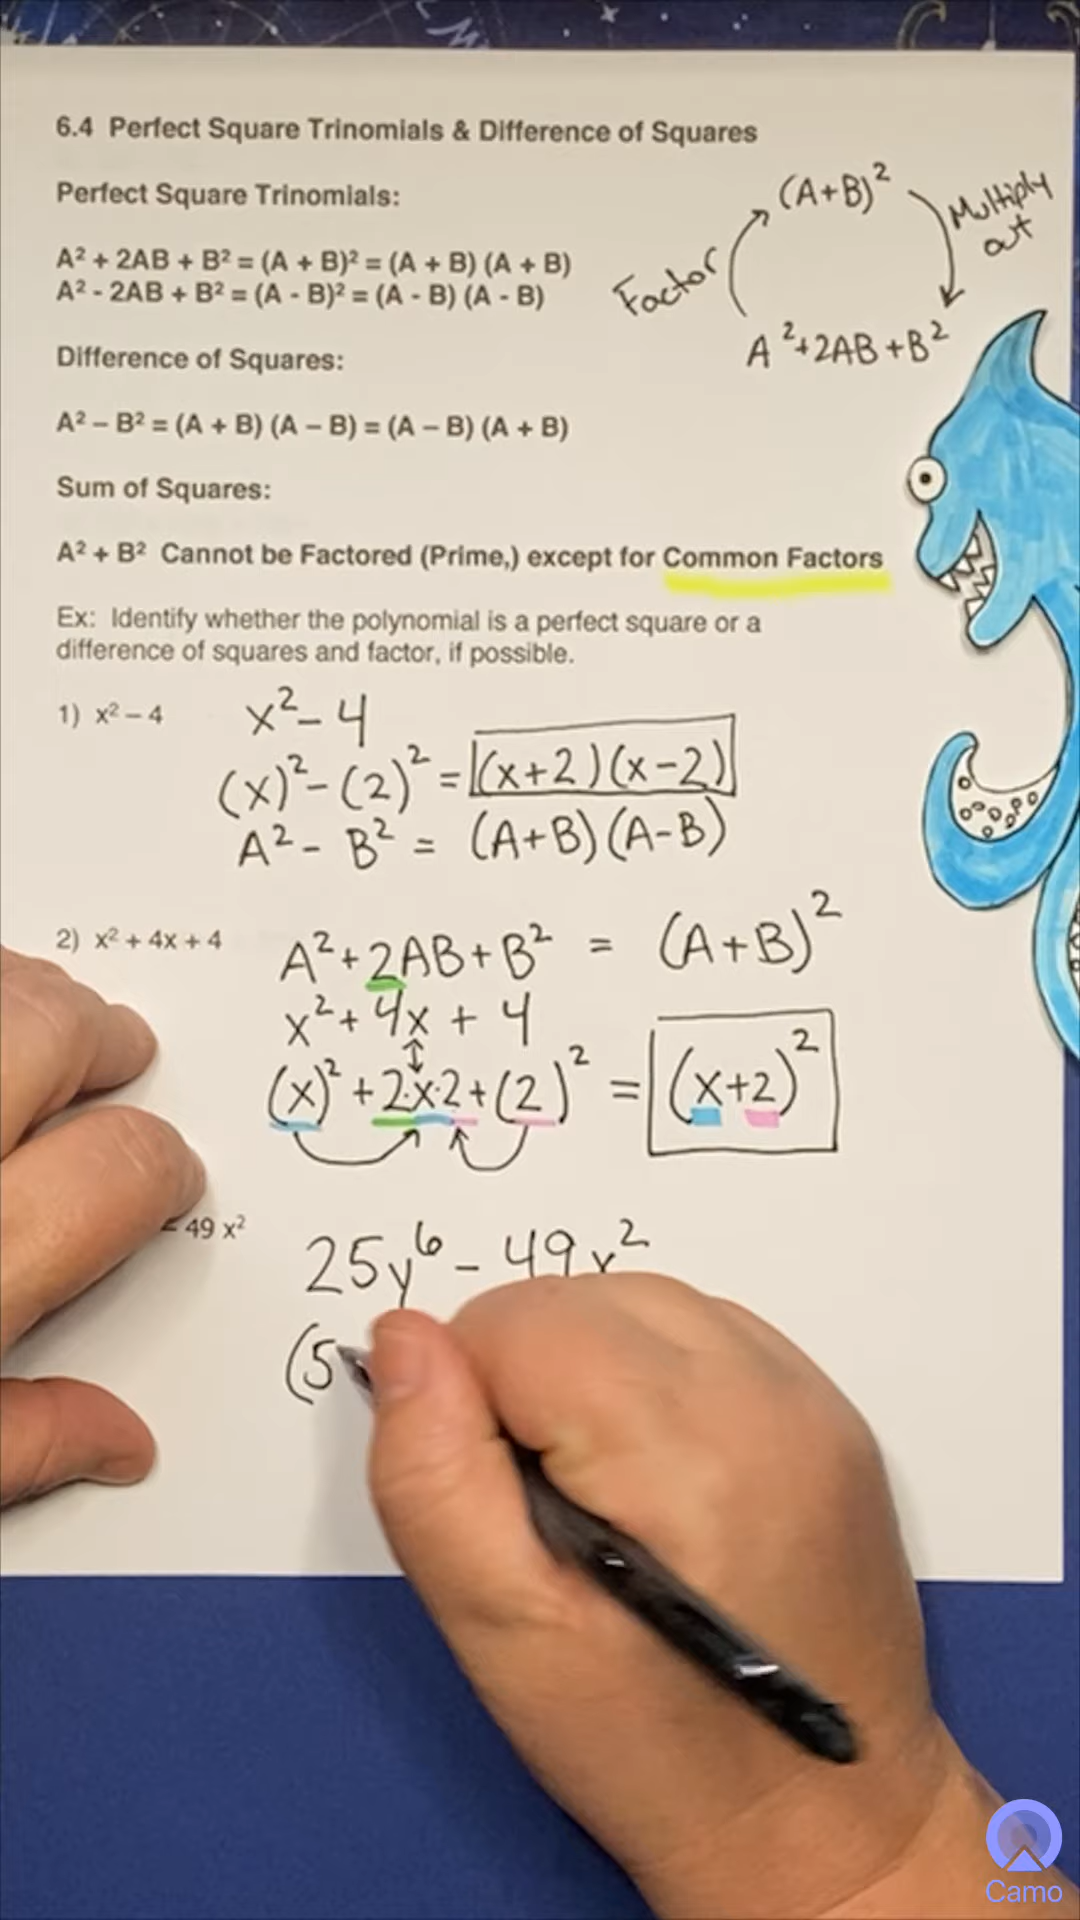 6.4 Perfect Square Trinomials & Difference of Squares
Perfect Square Trinomials:
A² + 2AB + B² = (A + B)² = (A + B) (A + B)
A² - 2AB + B² = (A - B)² = (A - B) (A - B)
(A+B)²
Multiply out
Factor
A²+2AB+B²
Difference of Squares:
A² – B² = (A + B) (A – B) = (A – B) (A + B)
Sum of Squares:
A² + B² Cannot be Factored (Prime,) except for Common Factors
Ex: Identify whether the polynomial is a perfect square or a
difference of squares and factor, if possible.
1) x² – 4
x² - 4
(x)² - (2)² = (x+2)(x-2)
A² - B² = (A+B)(A-B)
2) x² + 4x + 4
A²+2AB+B² = (A+B)²
x²+4x+4
(x)²+2·x·2+(2)² = (x+2)²
49 x²
25y⁶ - 49x²
(5
Camo